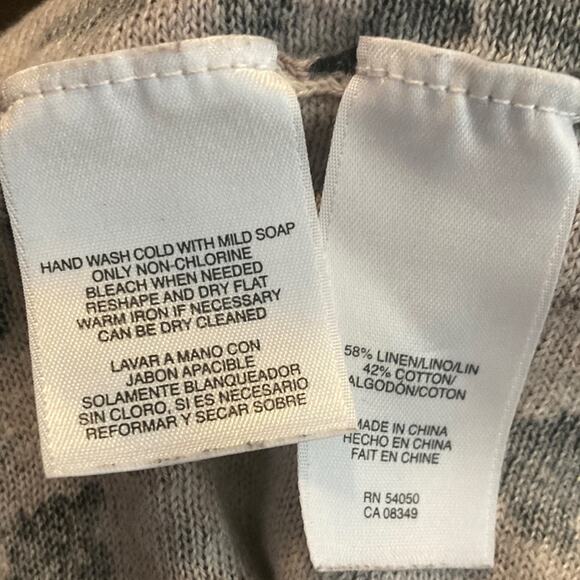 HAND WASH COLD WITH MILD SOAP
ONLY NON-CHLORINE
BLEACH WHEN NEEDED
RESHAPE AND DRY FLAT
WARM IRON IF NECESSARY
CAN BE DRY CLEANED
LAVAR A MANO CON
JABON APACIBLE
SOLAMENTE BLANQUEADOR
SIN CLORO, SI ES NECESARIO
REFORMAR Y SECAR SOBRE
58% LINEN/LINO/LIN
42% COTTON/
ALGODÓN/COTON
MADE IN CHINA
HECHO EN CHINA
FAIT EN CHINE
RN 54050
CA 08349